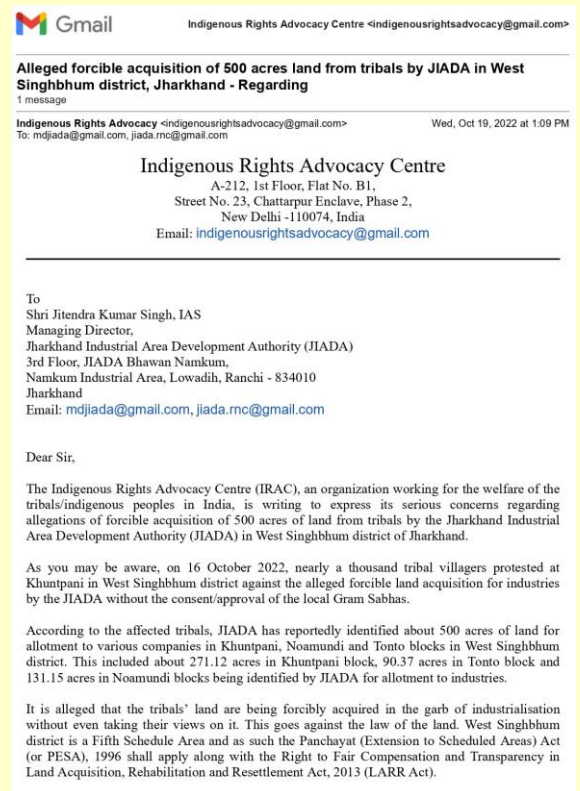 Gmail
Indigenous Rights Advocacy Centre <indigenousrightsadvocacy@gmail.com>
Alleged forcible acquisition of 500 acres land from tribals by JIADA in West
Singhbhum district, Jharkhand - Regarding
1 message
Indigenous Rights Advocacy <indigenousrightsadvocacy@gmail.com>
Wed, Oct 19, 2022 at 1:09 PM
To: mdjiada@gmail.com, jiada.rnc@gmail.com
Indigenous Rights Advocacy Centre
A-212, 1st Floor, Flat No. B1,
Street No. 23, Chattarpur Enclave, Phase 2,
New Delhi -110074, India
Email: indigenousrightsadvocacy@gmail.com
To
Shri Jitendra Kumar Singh, IAS
Managing Director,
Jharkhand Industrial Area Development Authority (JIADA)
3rd Floor, JIADA Bhawan Namkum,
Namkum Industrial Area, Lowadih, Ranchi - 834010
Jharkhand
Email: mdjiada@gmail.com, jiada.rnc@gmail.com
Dear Sir,
The Indigenous Rights Advocacy Centre (IRAC), an organization working for the welfare of the
tribals/indigenous peoples in India, is writing to express its serious concerns regarding
allegations of forcible acquisition of 500 acres of land from tribals by the Jharkhand Industrial
Area Development Authority (JIADA) in West Singhbhum district of Jharkhand.
As you may be aware, on 16 October 2022, nearly a thousand tribal villagers protested at
Khuntpani in West Singhbhum district against the alleged forcible land acquisition for industries
by the JIADA without the consent/approval of the local Gram Sabhas.
According to the affected tribals, JIADA has reportedly identified about 500 acres of land for
allotment to various companies in Khuntpani, Noamundi and Tonto blocks in West Singhbhum
district. This included about 271.12 acres in Khuntpani block, 90.37 acres in Tonto block and
131.15 acres in Noamundi blocks being identified by JIADA for allotment to industries.
It is alleged that the tribals' land are being forcibly acquired in the garb of industrialisation
without even taking their views on it. This goes against the law of the land. West Singhbhum
district is a Fifth Schedule Area and as such the Panchayat (Extension to Scheduled Areas) Act
(or PESA), 1996 shall apply along with the Right to Fair Compensation and Transparency in
Land Acquisition, Rehabilitation and Resettlement Act, 2013 (LARR Act).